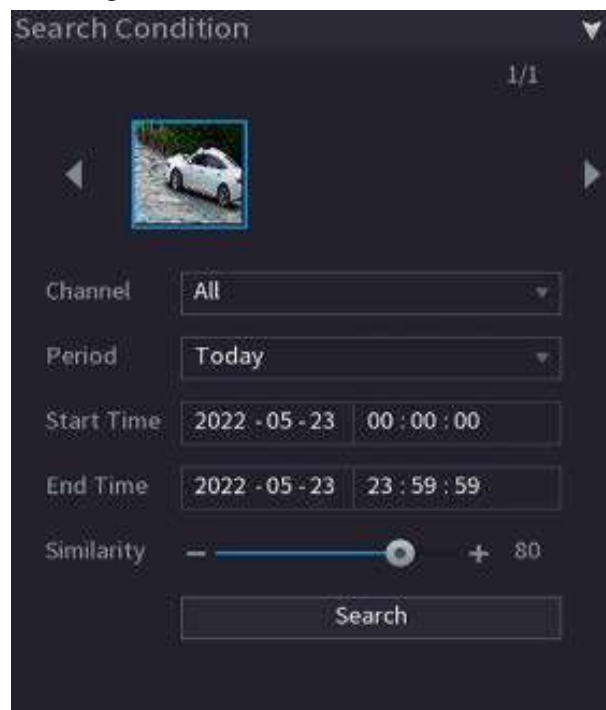 Search Condition
1/1
Channel All
Period Today
Start Time 2022 - 05 - 23 00 : 00 : 00
End Time 2022 - 05 - 23 23 : 59 : 59
Similarity 80
Search